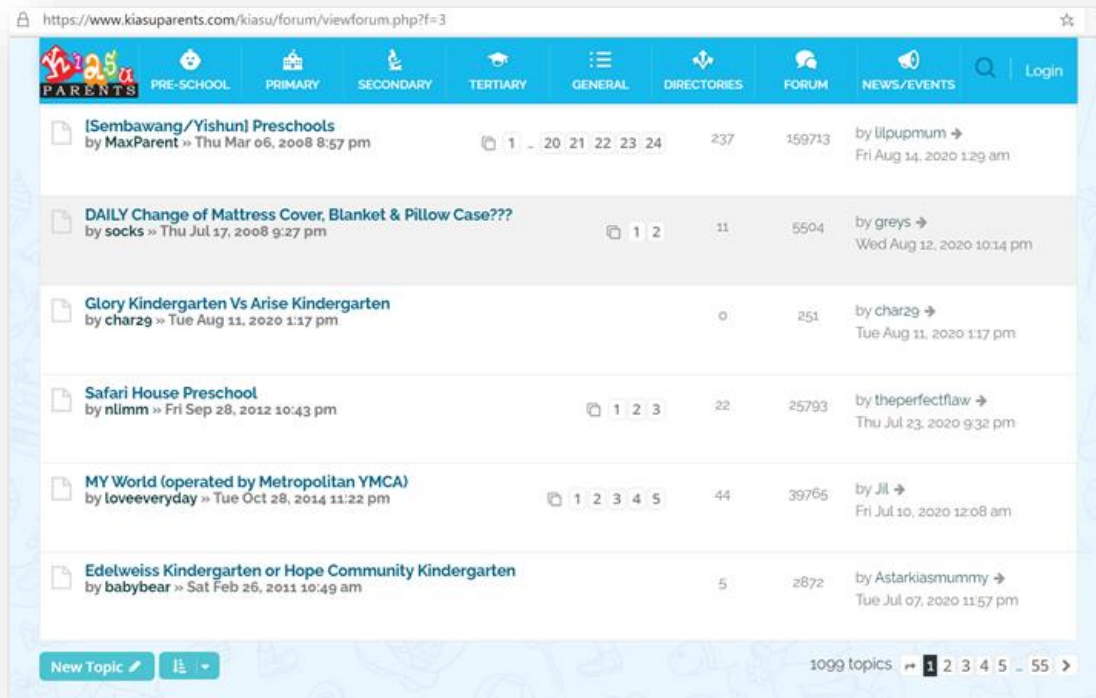 https://www.kiasuparents.com/kiasu/forum/viewforum.php?f=3
kiasu
PARENTS
PRE-SCHOOL PRIMARY SECONDARY TERTIARY GENERAL DIRECTORIES FORUM NEWS/EVENTS Login
[Sembawang/Yishun] Preschools
by MaxParent » Thu Mar 06, 2008 8:57 pm 1 .. 20 21 22 23 24 237 159713 by lilpupmum
Fri Aug 14, 2020 1:29 am
DAILY Change of Mattress Cover, Blanket & Pillow Case???
by socks » Thu Jul 17, 2008 9:27 pm 1 2 11 5504 by greys
Wed Aug 12, 2020 10:14 pm
Glory Kindergarten Vs Arise Kindergarten
by char29 » Tue Aug 11, 2020 1:17 pm 0 251 by char29
Tue Aug 11, 2020 1:17 pm
Safari House Preschool
by nlimm » Fri Sep 28, 2012 10:43 pm 1 2 3 22 25793 by theperfectflaw
Thu Jul 23, 2020 9:32 pm
MY World (operated by Metropolitan YMCA)
by loveeveryday » Tue Oct 28, 2014 11:22 pm 1 2 3 4 5 44 39765 by Jil
Fri Jul 10, 2020 12:08 am
Edelweiss Kindergarten or Hope Community Kindergarten
by babybear » Sat Feb 26, 2011 10:49 am 5 2872 by Astarkiasmummy
Tue Jul 07, 2020 11:57 pm
New Topic 1099 topics 1 2 3 4 5 .. 55